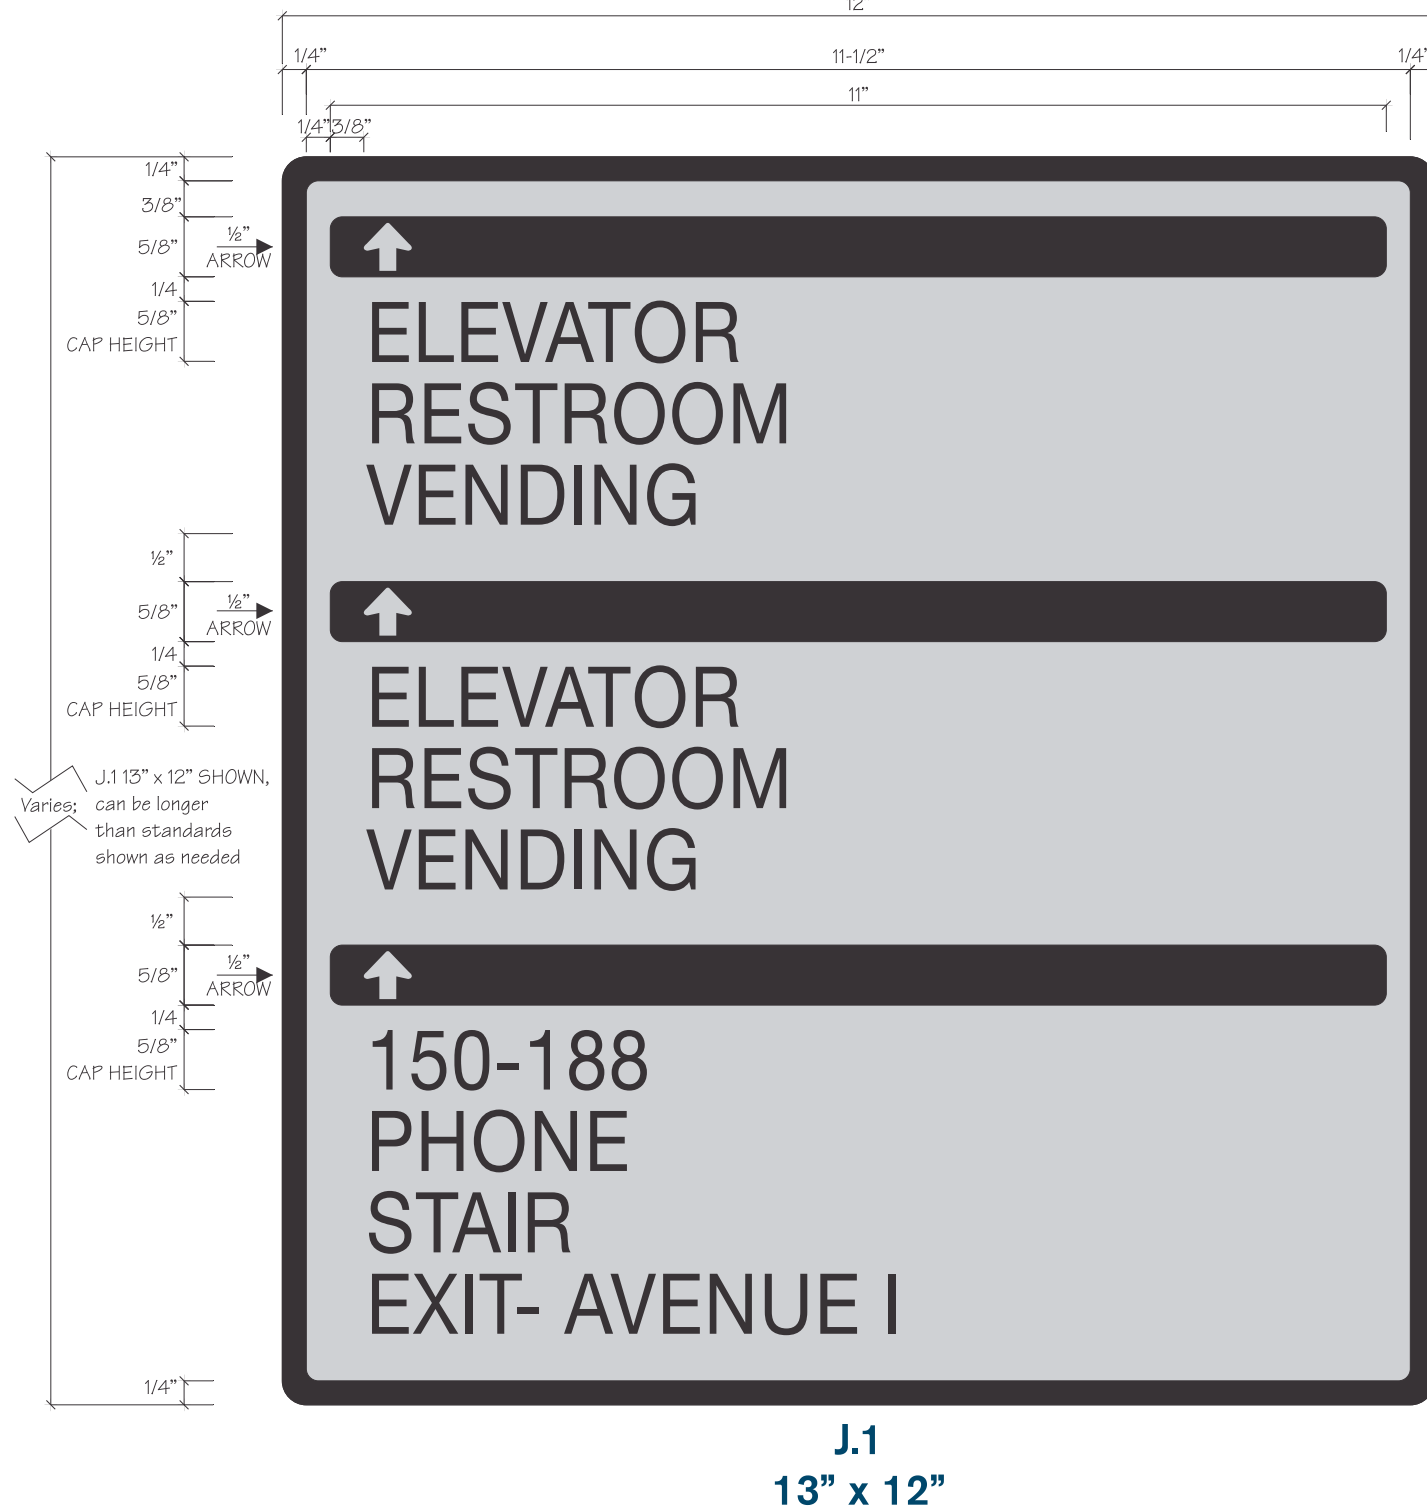 12
1/4” 11-1/2” 1/4”
11”
1/4” 3/8”
1/4”
3/8”
5/8” ½”
ARROW
1/4
5/8”
CAP HEIGHT
ELEVATOR
RESTROOM
VENDING
½”
5/8” ½”
ARROW
1/4
5/8”
CAP HEIGHT
ELEVATOR
RESTROOM
VENDING
Varies;
J.1 13” x 12” SHOWN,
can be longer
than standards
shown as needed
½”
5/8” ½”
ARROW
1/4
5/8”
CAP HEIGHT
150-188
PHONE
STAIR
EXIT- AVENUE I
1/4”
J.1
13” x 12”